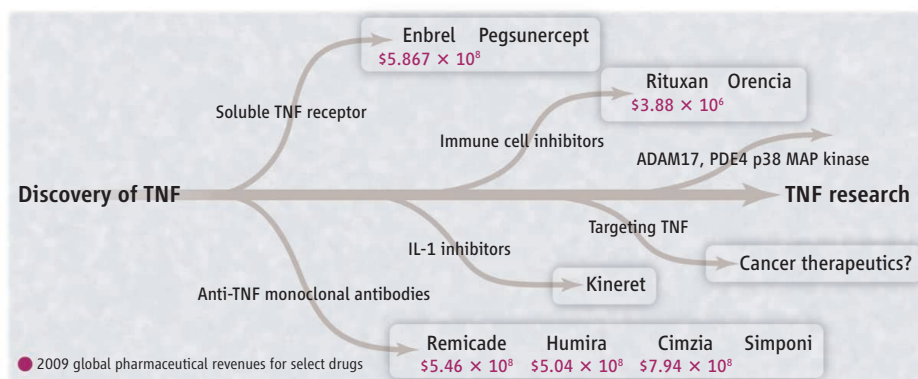 Enbrel Pegsunercept
$5.867 × 10⁸
Rituxan Orencia
$3.88 × 10⁶
Soluble TNF receptor
Immune cell inhibitors
ADAM17, PDE4 p38 MAP kinase
Discovery of TNF
TNF research
Targeting TNF
IL-1 inhibitors
Cancer therapeutics?
Kineret
Anti-TNF monoclonal antibodies
Remicade Humira Cimzia Simponi
$5.46 × 10⁸ $5.04 × 10⁸ $7.94 × 10⁸
2009 global pharmaceutical revenues for select drugs